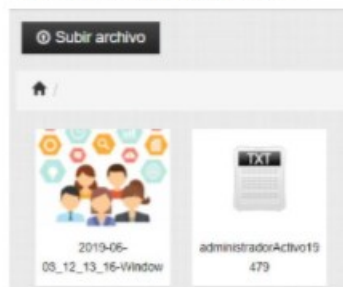 Subir archivo
/
TXT
2019-06-
03_12_13_16-Window
administradorActivo19
479